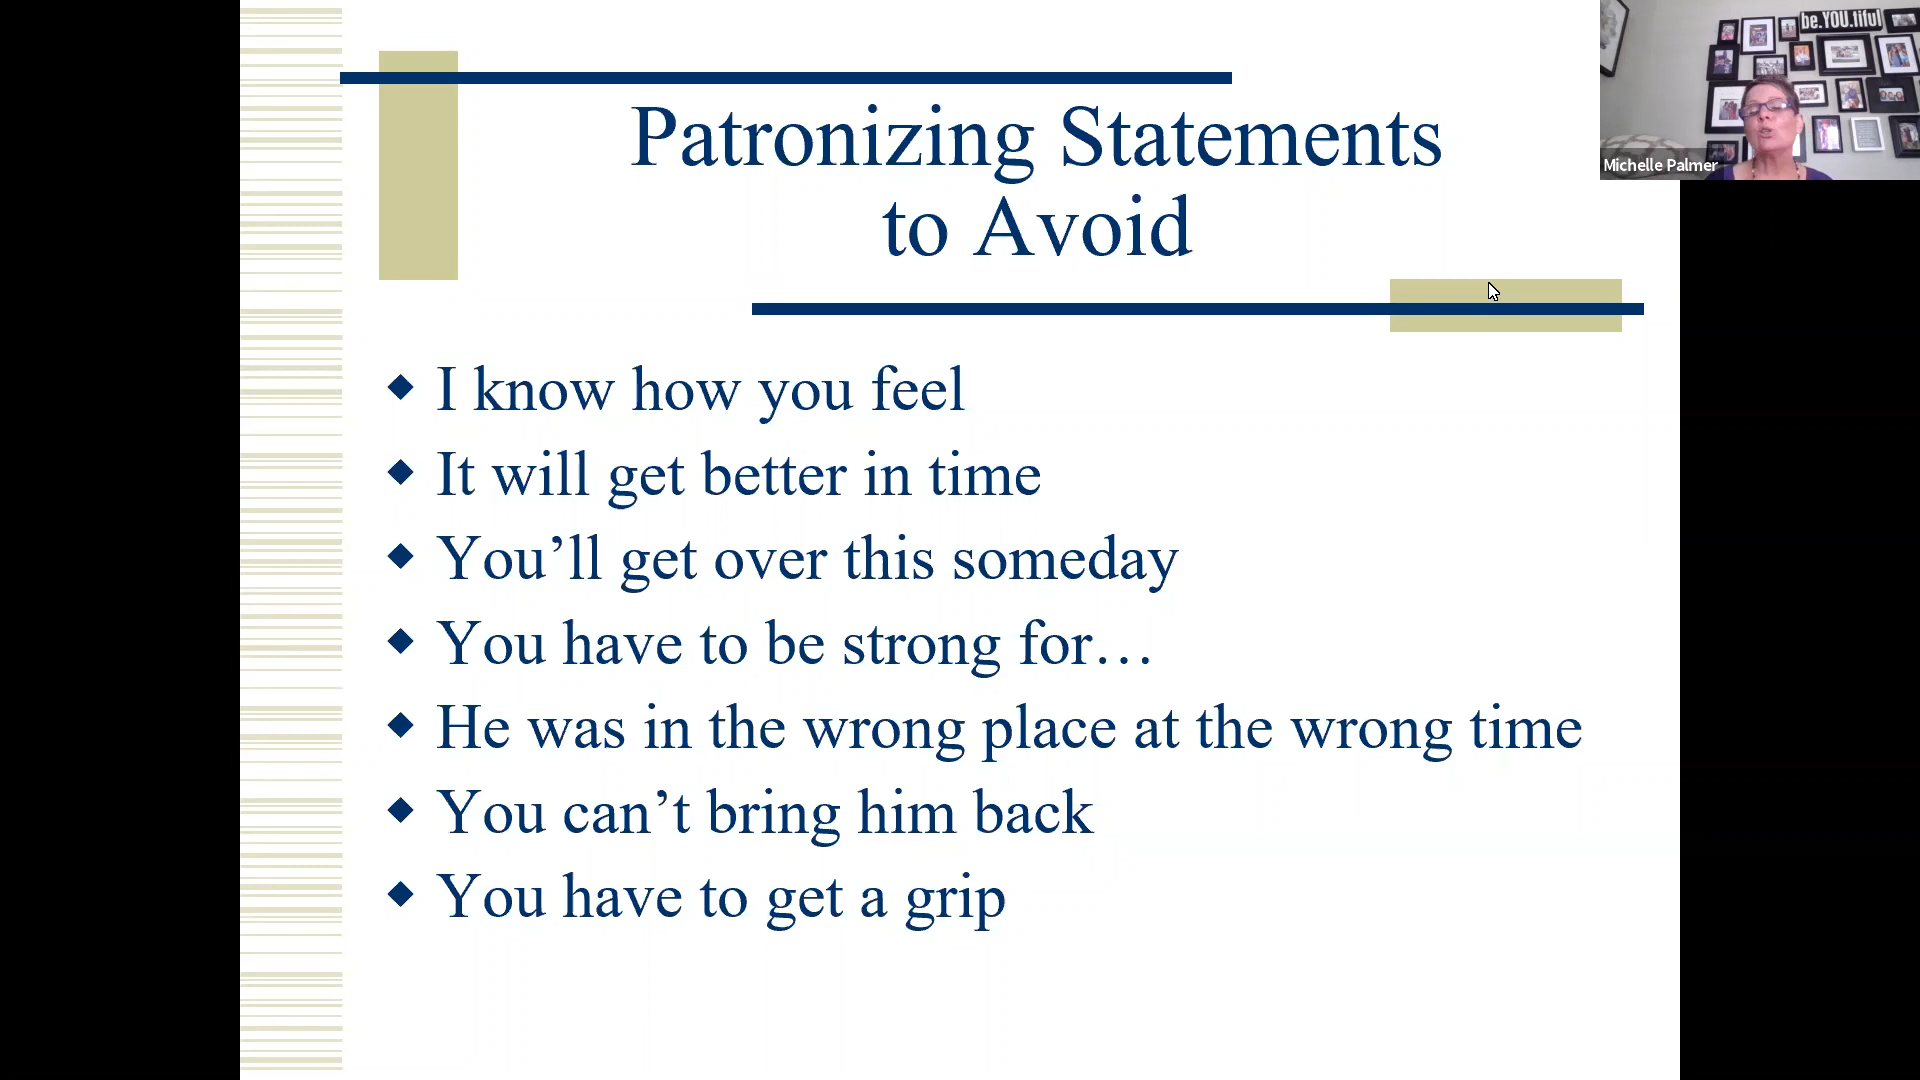 Patronizing Statements
to Avoid
I know how you feel
It will get better in time
You’ll get over this someday
You have to be strong for…
He was in the wrong place at the wrong time
You can’t bring him back
You have to get a grip
be.YOU.tiful
Michelle Palmer